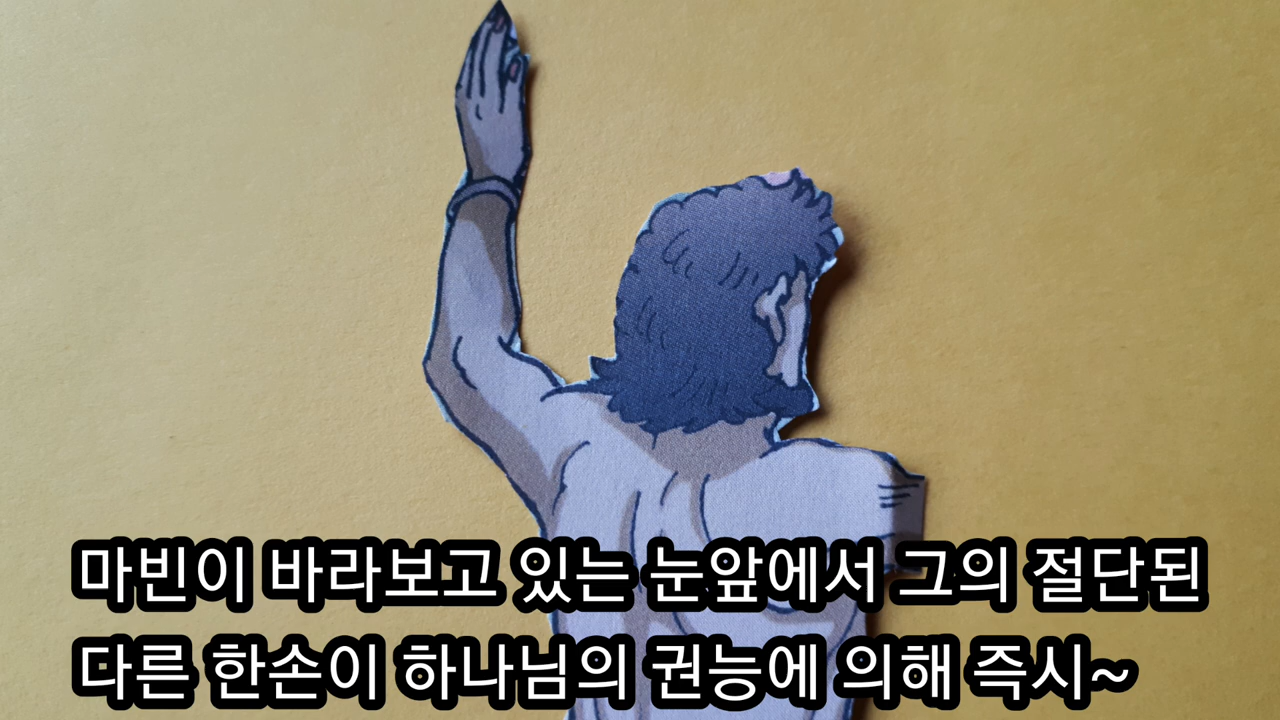 마빈이 바라보고 있는 눈앞에서 그의 절단된
다른 한손이 하나님의 권능에 의해 즉시~